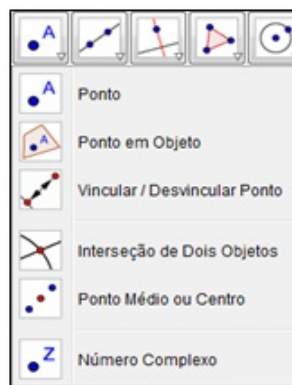 A
A
Ponto
A
Ponto em Objeto
Vincular / Desvincular Ponto
Interseção de Dois Objetos
Ponto Médio ou Centro
Z
Número Complexo